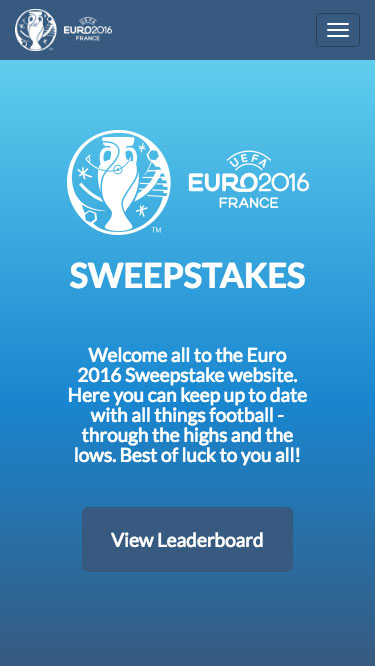 UEFA
EURO2016
FRANCE
UEFA
EURO2016
FRANCE
TM
SWEEPSTAKES
Welcome all to the Euro
2016 Sweepstake website.
Here you can keep up to date
with all things football -
through the highs and the
lows. Best of luck to you all!
View Leaderboard